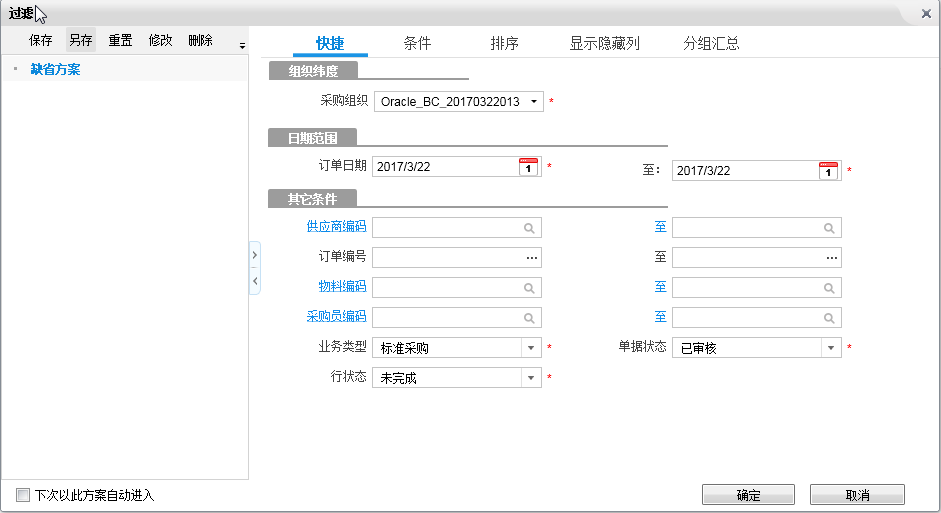 过滤
保存 另存 重置 修改 删除
快捷 条件 排序 显示隐藏列 分组汇总
缺省方案
组织纬度
采购组织 Oracle_BC_20170322013 *
日期范围
订单日期 2017/3/22 1 * 至: 2017/3/22 1 *
其它条件
供应商编码 至
订单编号 ... 至 ...
物料编码 至
采购员编码 至
业务类型 标准采购 * 单据状态 已审核 *
行状态 未完成 *
下次以此方案自动进入 确定 取消